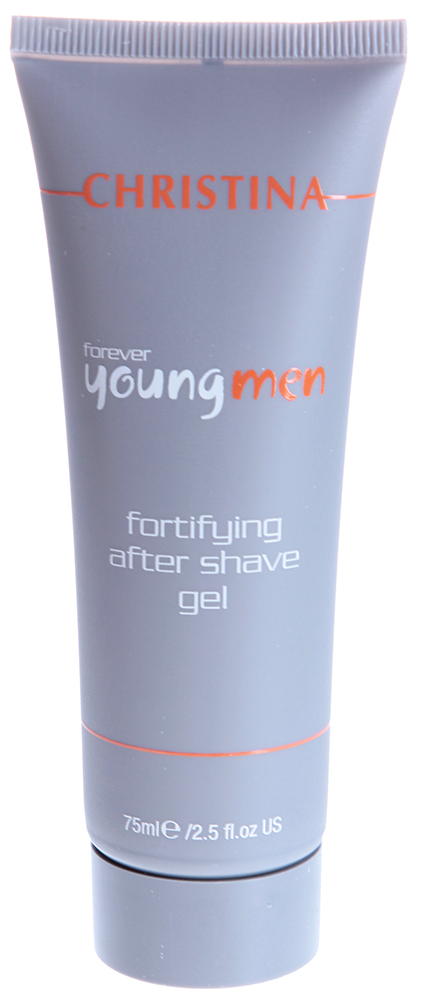 CHRISTINA
forever
youngmen
fortifying
after shave
gel
75ml℮ /2.5 fl.oz US